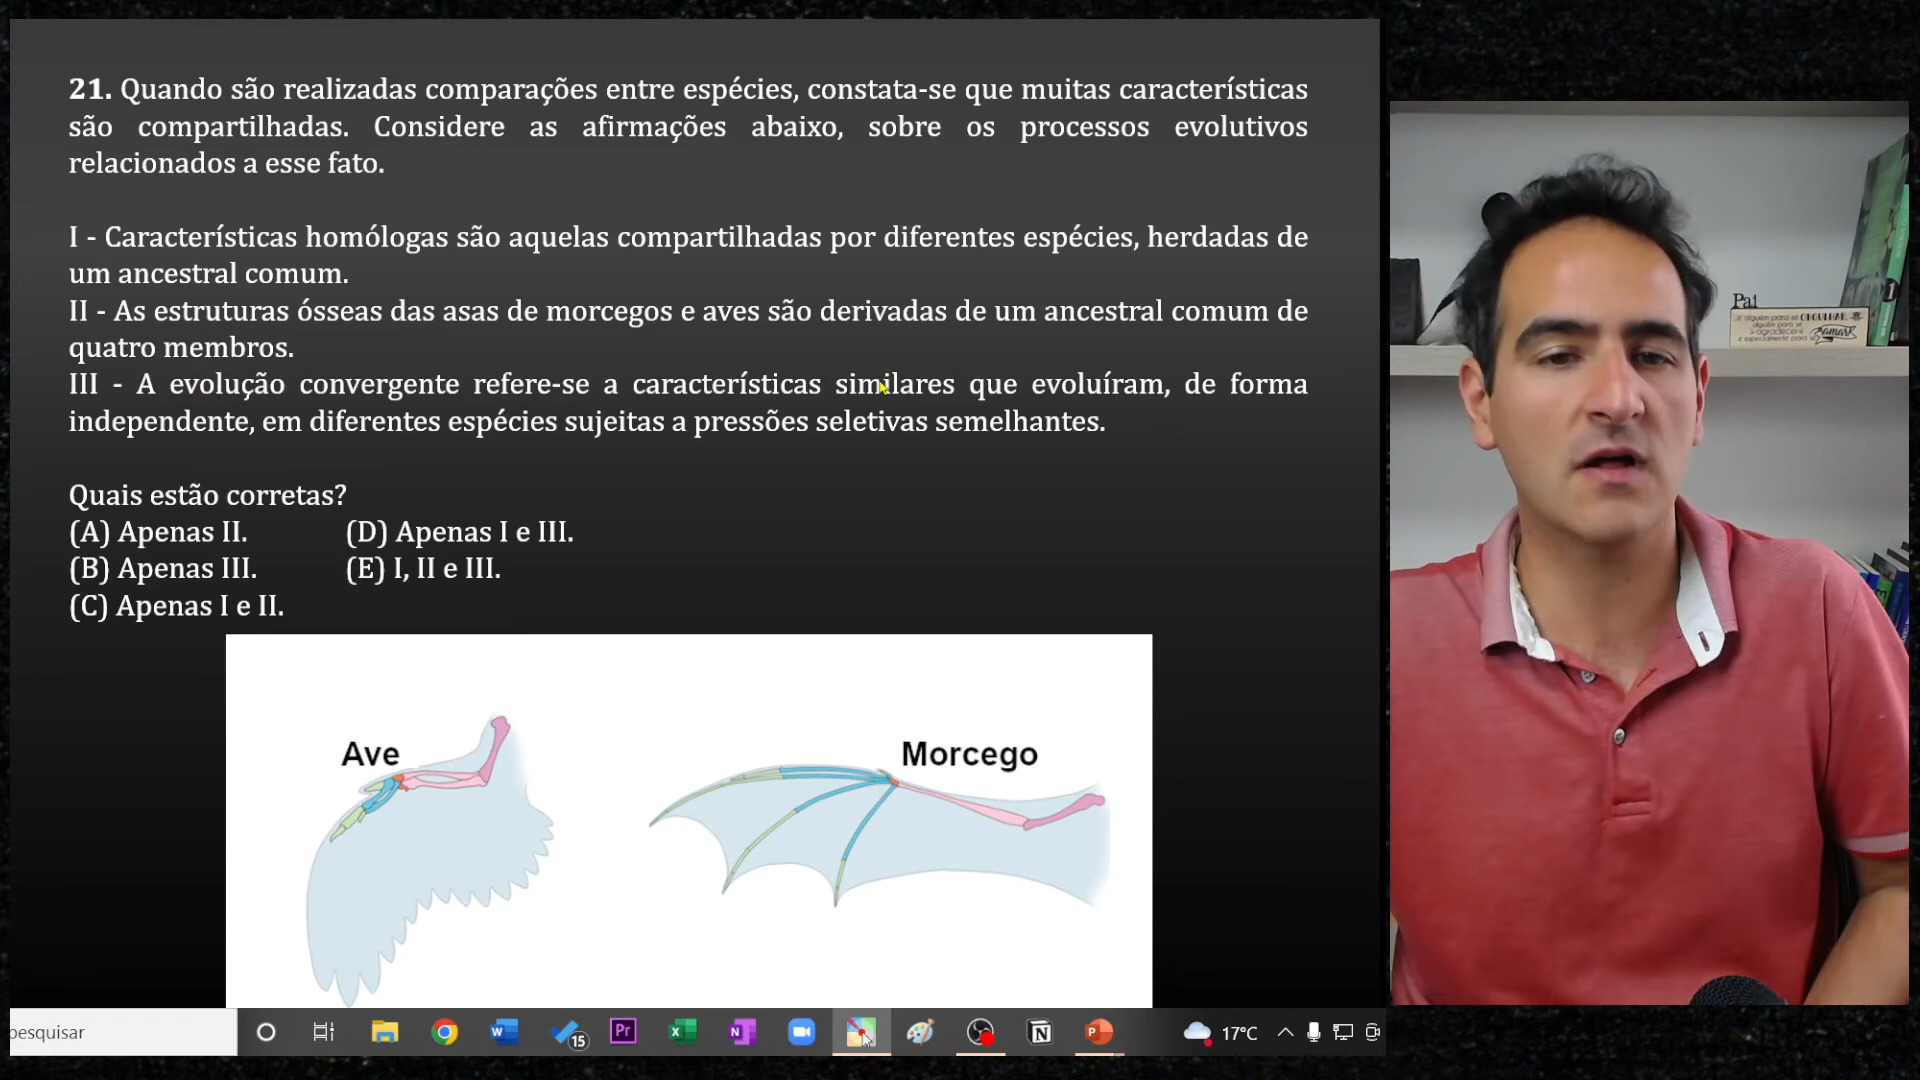 21. Quando são realizadas comparações entre espécies, constata-se que muitas características
são compartilhadas. Considere as afirmações abaixo, sobre os processos evolutivos
relacionados a esse fato.
I - Características homólogas são aquelas compartilhadas por diferentes espécies, herdadas de
um ancestral comum.
II - As estruturas ósseas das asas de morcegos e aves são derivadas de um ancestral comum de
quatro membros.
III - A evolução convergente refere-se a características similares que evoluíram, de forma
independente, em diferentes espécies sujeitas a pressões seletivas semelhantes.
Quais estão corretas?
(A) Apenas II. (D) Apenas I e III.
(B) Apenas III. (E) I, II e III.
(C) Apenas I e II.
Ave
Morcego
Pai
pesquisar
15
17°C